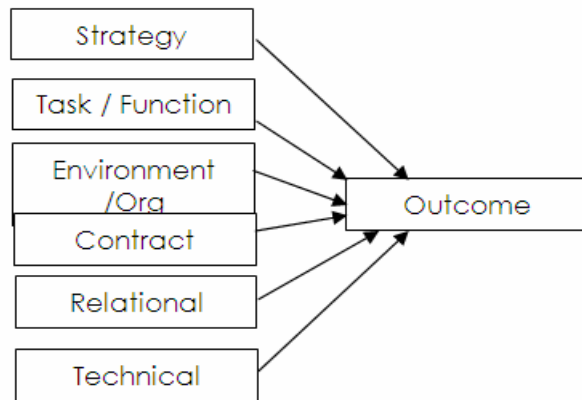 Strategy
Task / Function
Environment
/Org
Outcome
Contract
Relational
Technical